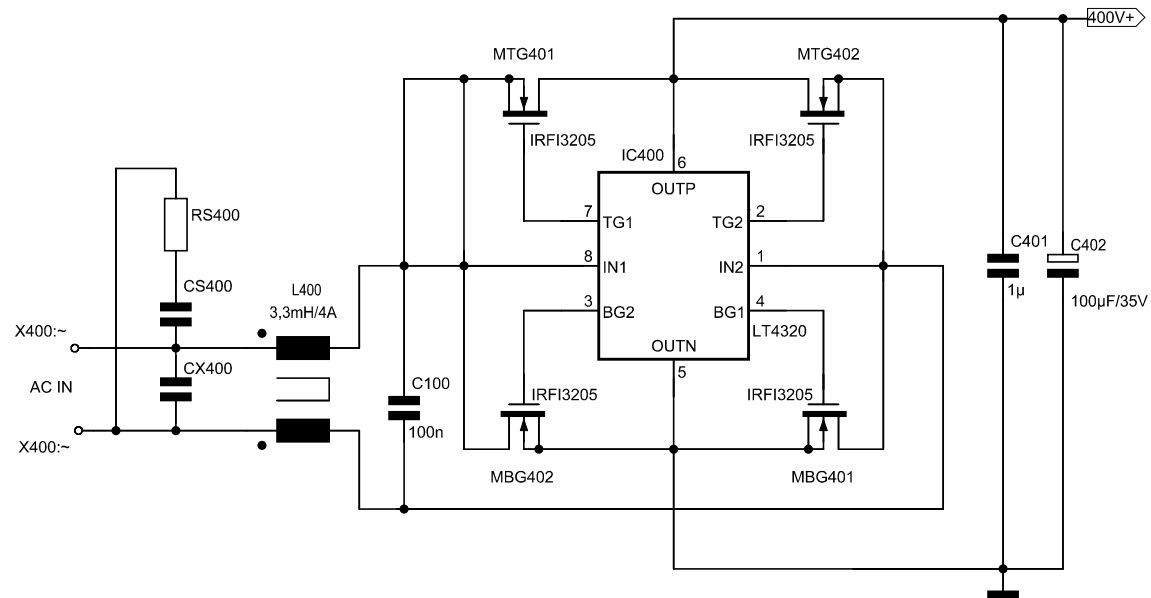 400V+
MTG401
MTG402
IRFI3205
IRFI3205
IC400
6
OUTP
RS400
7
TG1
TG2
2
C401
1µ
C402
100µF/35V
8
IN1
IN2
1
CS400
L400
3,3mH/4A
3
BG2
BG1
4
LT4320
X400:~
OUTN
5
CX400
AC IN
C100
100n
IRFI3205
IRFI3205
X400:~
MBG402
MBG401